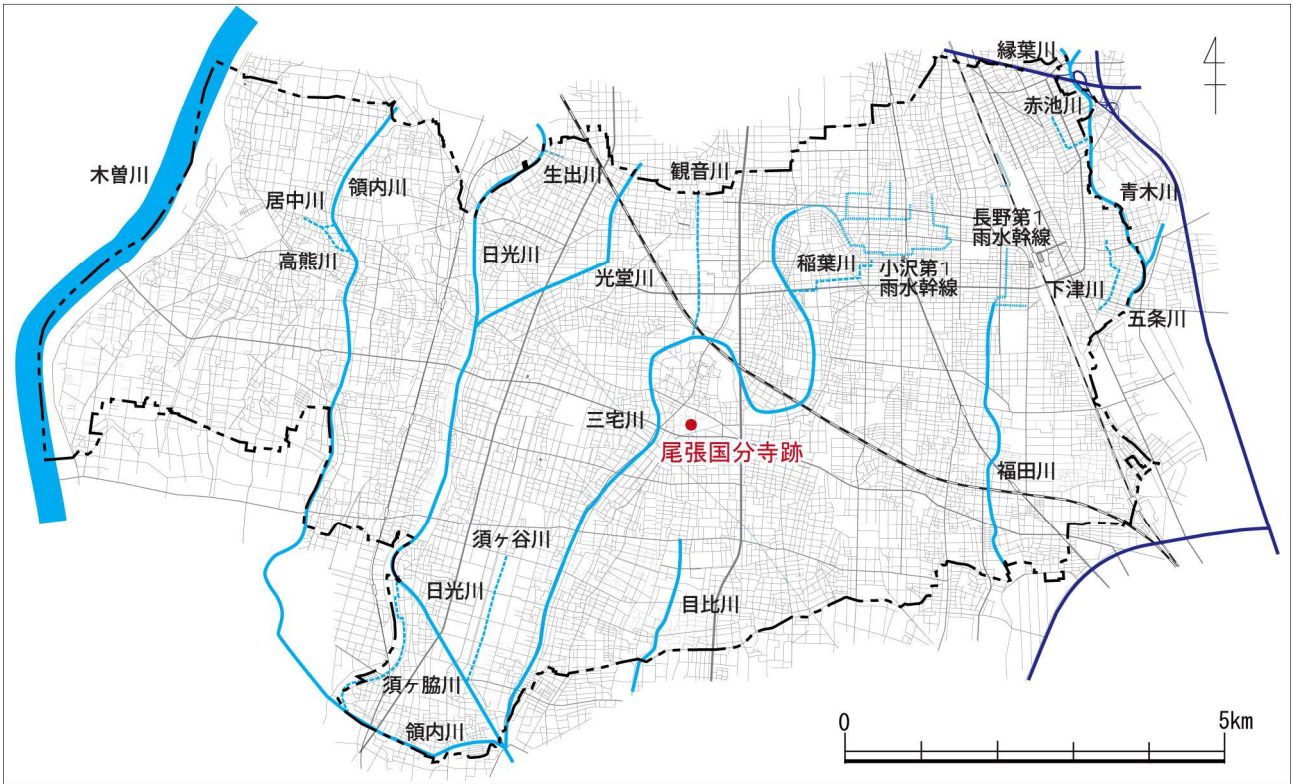 縁葉川
赤池川
木曽川
領内川
生出川
観音川
青木川
居中川
長野第1
雨水幹線
高熊川
日光川
光堂川
稲葉川
小沢第1
雨水幹線
下津川
五条川
三宅川
尾張国分寺跡
福田川
須ヶ谷川
日光川
目比川
須ヶ脇川
領内川
0
5km